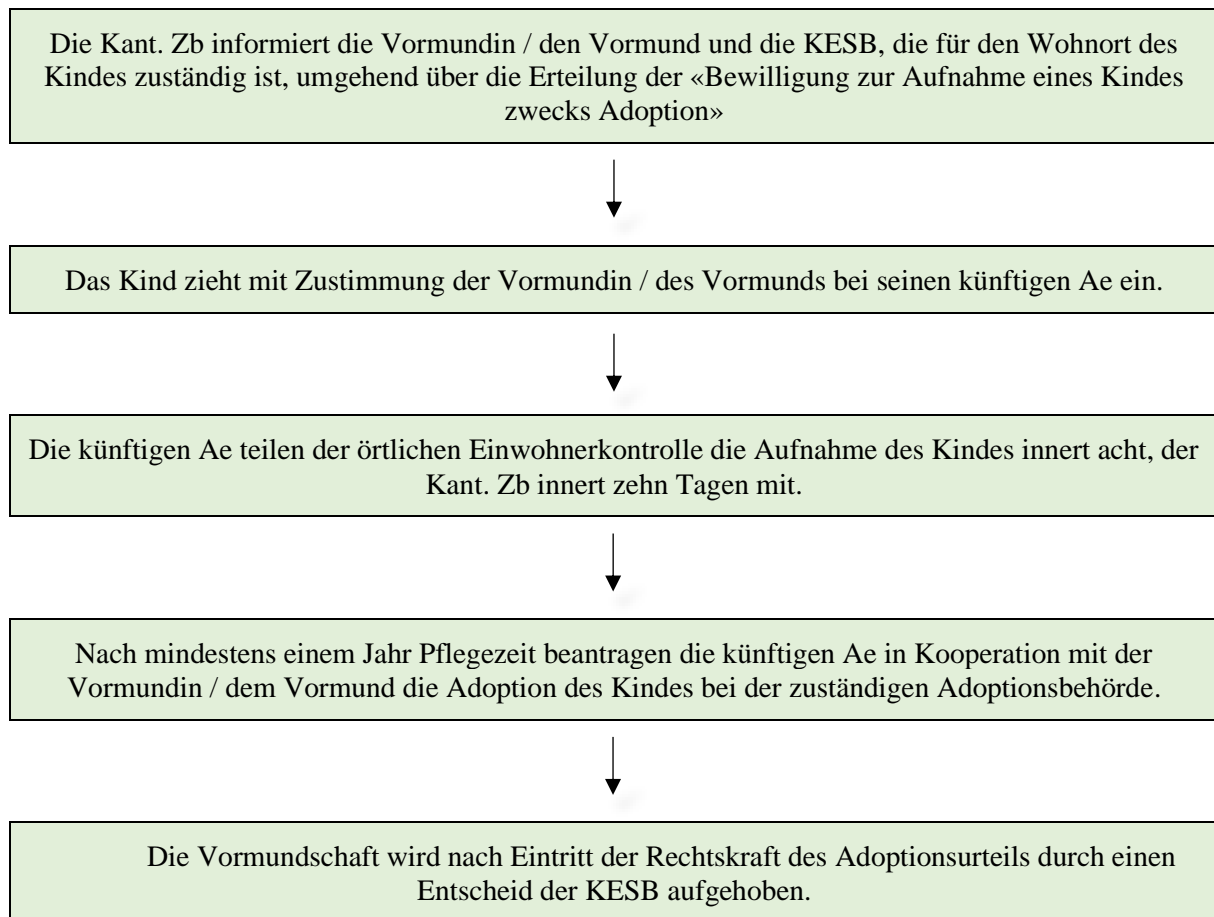 Die Kant. Zb informiert die Vormundin / den Vormund und die KESB, die für den Wohnort des
Kindes zuständig ist, umgehend über die Erteilung der «Bewilligung zur Aufnahme eines Kindes
zwecks Adoption»
Das Kind zieht mit Zustimmung der Vormundin / des Vormunds bei seinen künftigen Ae ein.
Die künftigen Ae teilen der örtlichen Einwohnerkontrolle die Aufnahme des Kindes innert acht, der
Kant. Zb innert zehn Tagen mit.
Nach mindestens einem Jahr Pflegezeit beantragen die künftigen Ae in Kooperation mit der
Vormundin / dem Vormund die Adoption des Kindes bei der zuständigen Adoptionsbehörde.
Die Vormundschaft wird nach Eintritt der Rechtskraft des Adoptionsurteils durch einen
Entscheid der KESB aufgehoben.